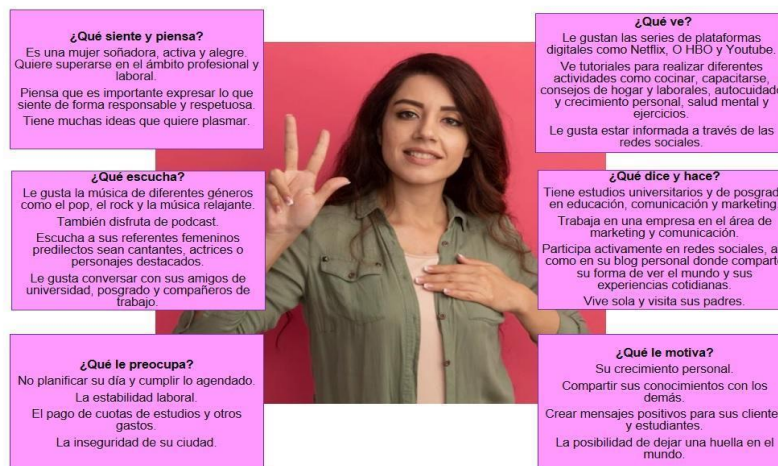 ¿Qué siente y piensa?
Es una mujer soñadora, activa y alegre.
Quiere superarse en el ámbito profesional y
laboral.
Piensa que es importante expresar lo que
siente de forma responsable y respetuosa.
Tiene muchas ideas que quiere plasmar.
¿Qué ve?
Le gustan las series de plataformas
digitales como Netflix, O HBO y Youtube.
Ve tutoriales para realizar diferentes
actividades como cocinar, capacitarse,
consejos de hogar y laborales, autocuidado
y crecimiento personal, salud mental y
ejercicios.
Le gusta estar informada a través de las
redes sociales.
¿Qué escucha?
Le gusta la música de diferentes géneros
como el pop, el rock y la música relajante.
También disfruta de podcast.
Escucha a sus referentes femeninos
predilectos sean cantantes, actrices o
personajes destacados.
Le gusta conversar con sus amigos de
universidad, posgrado y compañeros de
trabajo.
¿Qué dice y hace?
Tiene estudios universitarios y de posgrad
en educación, comunicación y marketing
Trabaja en una empresa en el área de
marketing y comunicación.
Participa activamente en redes sociales, a
como en su blog personal donde comparte
su forma de ver el mundo y sus
experiencias cotidianas.
Vive sola y visita sus padres.
¿Qué le preocupa?
No planificar su día y cumplir lo agendado.
La estabilidad laboral.
El pago de cuotas de estudios y otros
gastos.
La inseguridad de su ciudad.
¿Qué le motiva?
Su crecimiento personal.
Compartir sus conocimientos con los
demás.
Crear mensajes positivos para sus cliente
y estudiantes.
La posibilidad de dejar una huella en el
mundo.